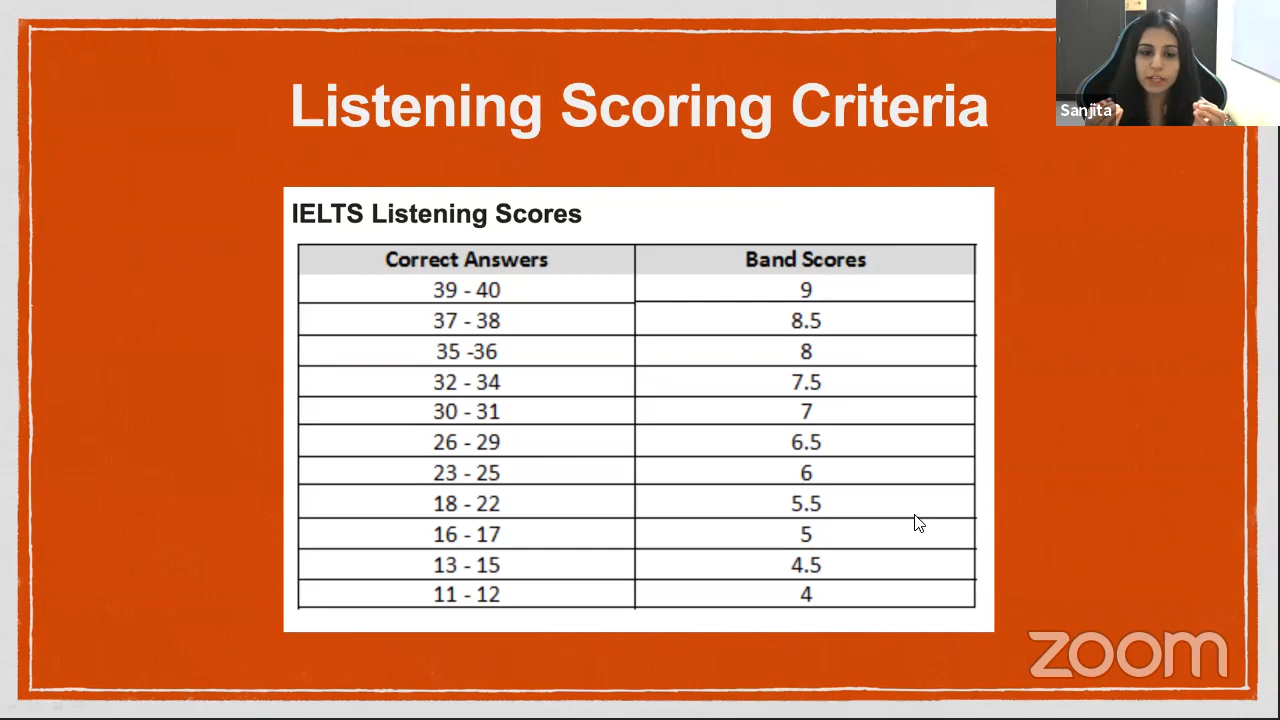 Listening Scoring Criteria
Sanjita
IELTS Listening Scores
Correct Answers Band Scores
39 - 40 9
37 - 38 8.5
35 -36 8
32 - 34 7.5
30 - 31 7
26 - 29 6.5
23 - 25 6
18 - 22 5.5
16 - 17 5
13 - 15 4.5
11 - 12 4
zoom